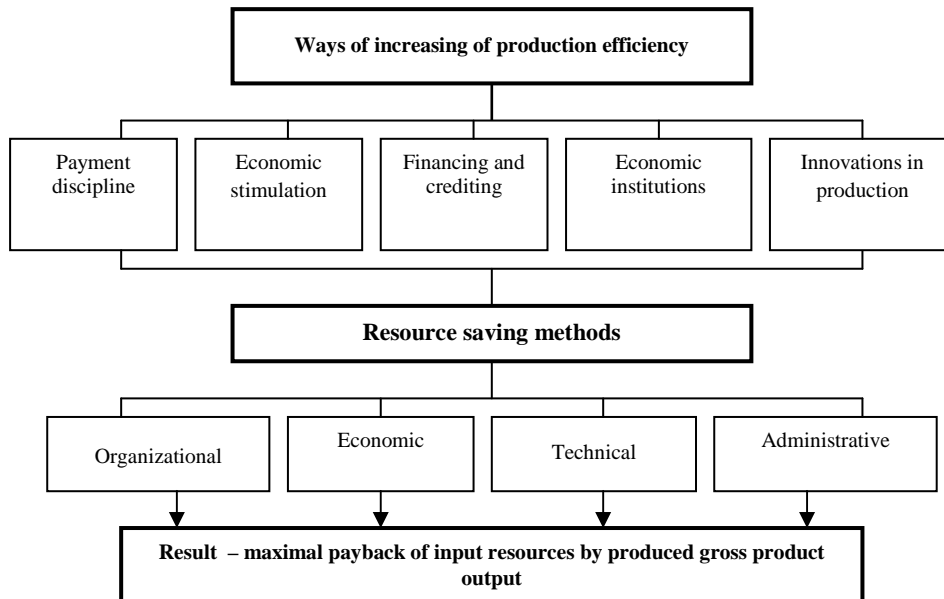 Ways of increasing of production efficiency
Payment
discipline
Economic
stimulation
Financing and
crediting
Economic
institutions
Innovations in
production
Resource saving methods
Organizational
Economic
Technical
Administrative
Result – maximal payback of input resources by produced gross product
output